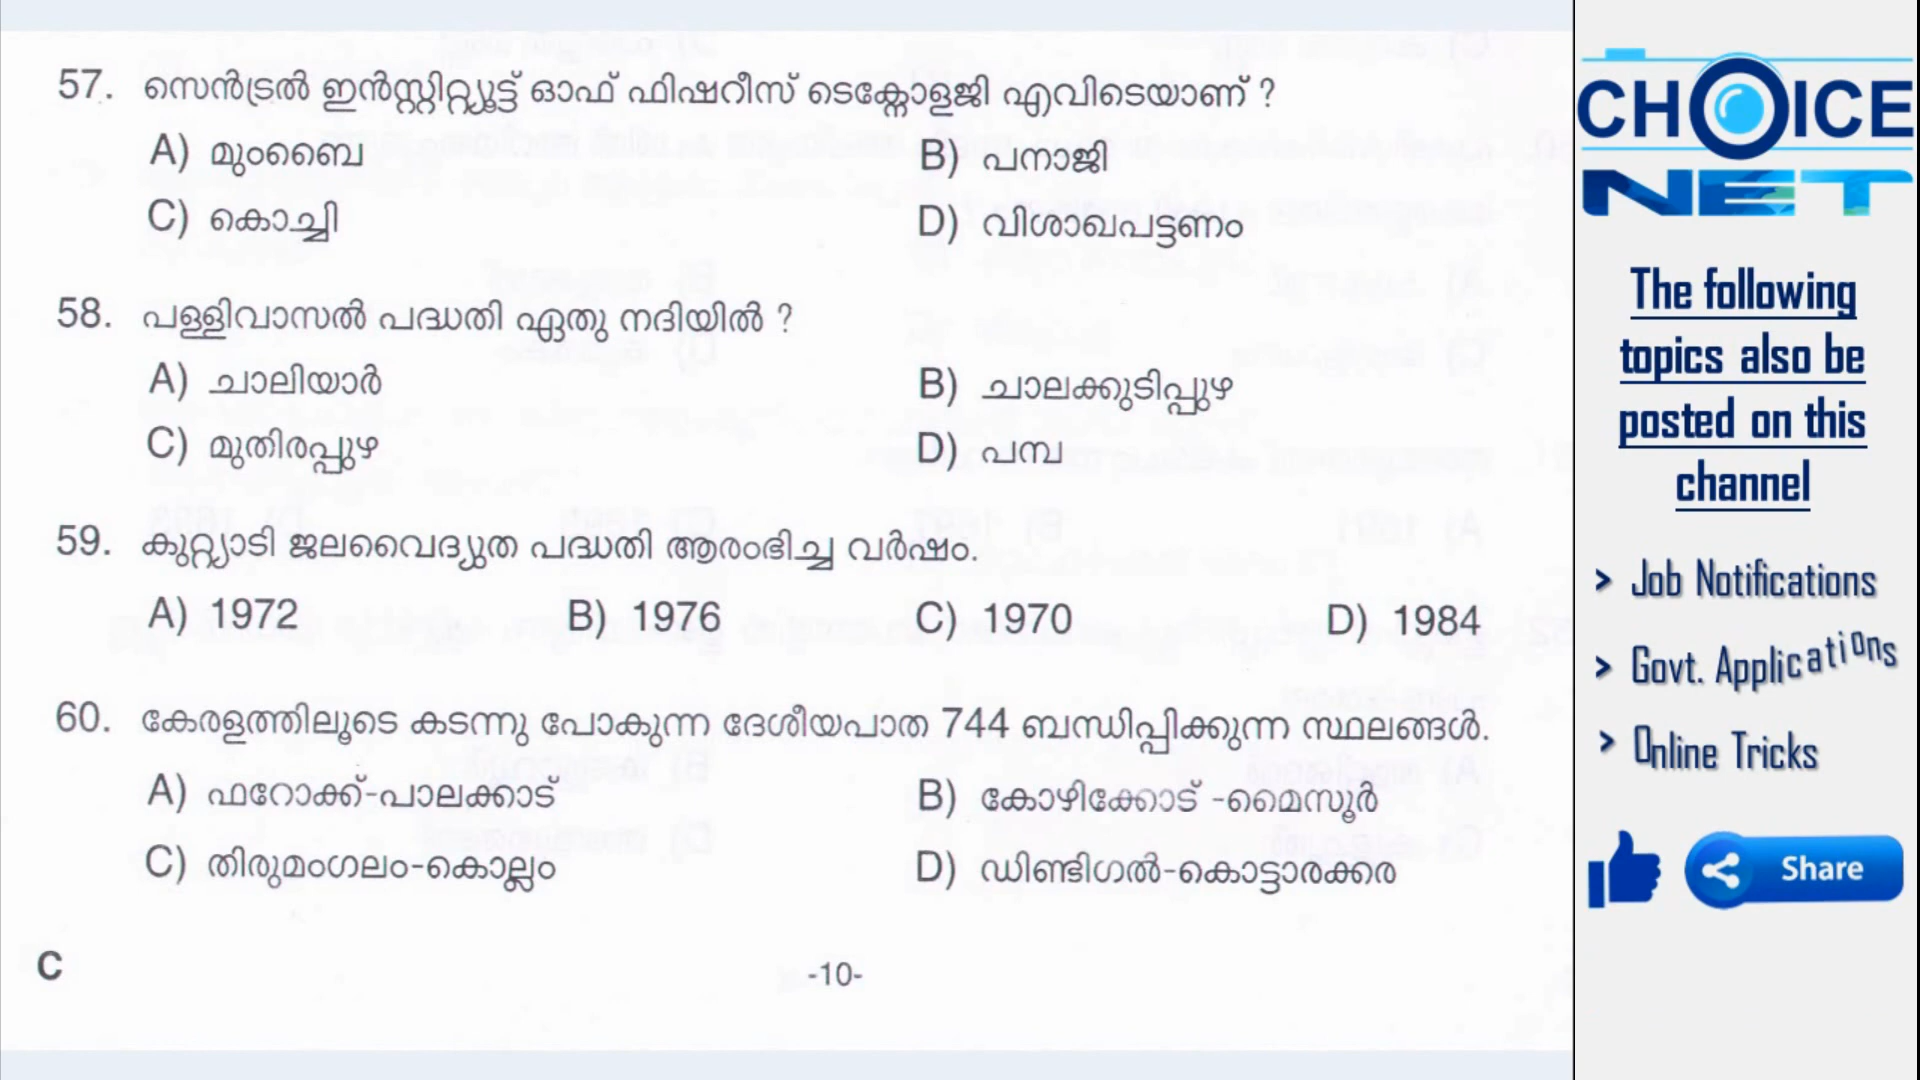 57. സെൻട്രൽ ഇൻസ്റ്റിറ്റ്യൂട്ട് ഓഫ് ഫിഷറീസ് ടെക്നോളജി എവിടെയാണ് ?
A) മുംബൈ B) പനാജി
C) കൊച്ചി D) വിശാഖപട്ടണം
58. പള്ളിവാസൽ പദ്ധതി ഏതു നദിയിൽ ?
A) ചാലിയാർ B) ചാലക്കുടിപ്പുഴ
C) മുതിരപ്പുഴ D) പമ്പ
59. കുറ്റ്യാടി ജലവൈദ്യുത പദ്ധതി ആരംഭിച്ച വർഷം.
A) 1972 B) 1976 C) 1970 D) 1984
60. കേരളത്തിലൂടെ കടന്നു പോകുന്ന ദേശീയപാത 744 ബന്ധിപ്പിക്കുന്ന സ്ഥലങ്ങൾ.
A) ഫറോക്ക്-പാലക്കാട് B) കോഴിക്കോട് -മൈസൂർ
C) തിരുമംഗലം-കൊല്ലം D) ഡിണ്ടിഗൽ-കൊട്ടാരക്കര
C -10-
CHOICE
NET
The following
topics also be
posted on this
channel
> Job Notifications
> Govt. Applications
> Online Tricks
Share